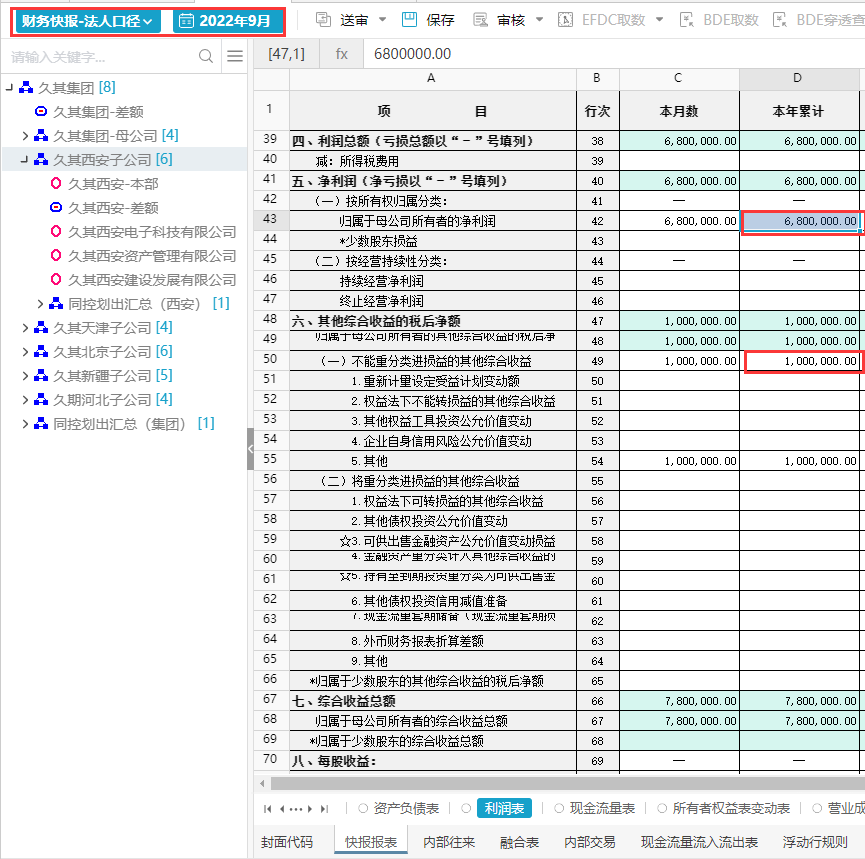 财务快报-法人口径 2022年9月 送审 保存 审核 EFDC取数 BDE取数 BDE穿透查
请输入关键字...
[47,1] fx 6800000.00
久其集团 [8]
久其集团-差额
久其集团-母公司 [4]
久其西安子公司 [6]
久其西安-本部
久其西安-差额
久其西安电子科技有限公司
久其西安资产管理有限公司
久其西安建设发展有限公司
同控划出汇总（西安） [1]
久其天津子公司 [4]
久其北京子公司 [6]
久其新疆子公司 [5]
久期河北子公司 [4]
同控划出汇总（集团） [1]
A B C D
1 项 目 行次 本月数 本年累计
39 四、利润总额（亏损总额以“－”号填列） 38 6,800,000.00 6,800,000.00
40 减：所得税费用 39
41 五、净利润（净亏损以“－”号填列） 40 6,800,000.00 6,800,000.00
42 （一）按所有权归属分类： 41 — —
43 归属于母公司所有者的净利润 42 6,800,000.00 6,800,000.00
44 *少数股东损益 43
45 （二）按经营持续性分类： 44 — —
46 持续经营净利润 45
47 终止经营净利润 46
48 六、其他综合收益的税后净额 47 1,000,000.00 1,000,000.00
49 归属于母公司所有者的其他综合收益的税后净 48 1,000,000.00 1,000,000.00
50 （一）不能重分类进损益的其他综合收益 49 1,000,000.00 1,000,000.00
51 1.重新计量设定受益计划变动额 50
52 2.权益法下不能转损益的其他综合收益 51
53 3.其他权益工具投资公允价值变动 52
54 4.企业自身信用风险公允价值变动 53
55 5.其他 54 1,000,000.00 1,000,000.00
56 （二）将重分类进损益的其他综合收益 55
57 1.权益法下可转损益的其他综合收益 56
58 2.其他债权投资公允价值变动 57
59 ☆3.可供出售金融资产公允价值变动损益 58
60 4.金融资产重分类计入其他综合收益的 59
61 ☆5.持有至到期投资重分类为可供出售金 60
62 6.其他债权投资信用减值准备 61
63 7.现金流量套期储备（现金流量套期损 62
64 8.外币财务报表折算差额 63
65 9.其他 64
66 *归属于少数股东的其他综合收益的税后净额 65
67 七、综合收益总额 66 7,800,000.00 7,800,000.00
68 归属于母公司所有者的综合收益总额 67 7,800,000.00 7,800,000.00
69 *归属于少数股东的综合收益总额 68
70 八、每股收益： 69 — —
资产负债表 利润表 现金流量表 所有者权益表变动表 营业成
封面代码 快报报表 内部往来 融合表 内部交易 现金流量流入流出表 浮动行规则